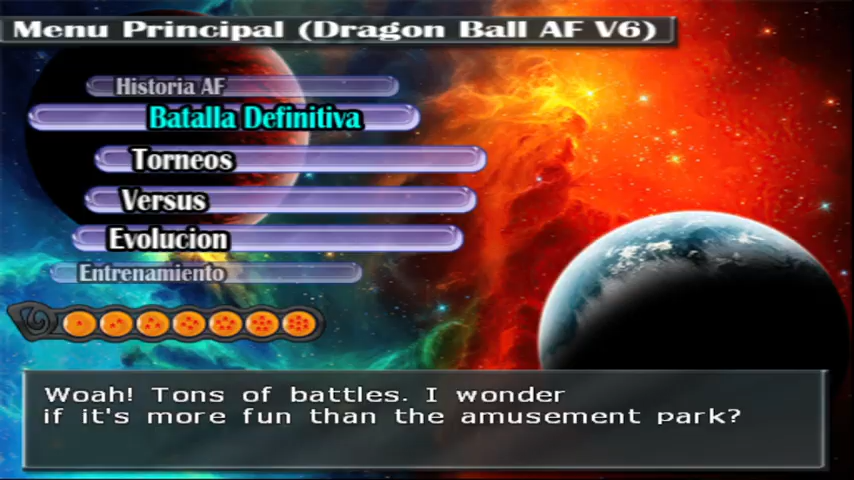 Menu Principal (Dragon Ball AF V6)
Historia AF
Batalla Definitiva
Torneos
Versus
Evolucion
Entrenamiento
Woah! Tons of battles. I wonder
if it's more fun than the amusement park?